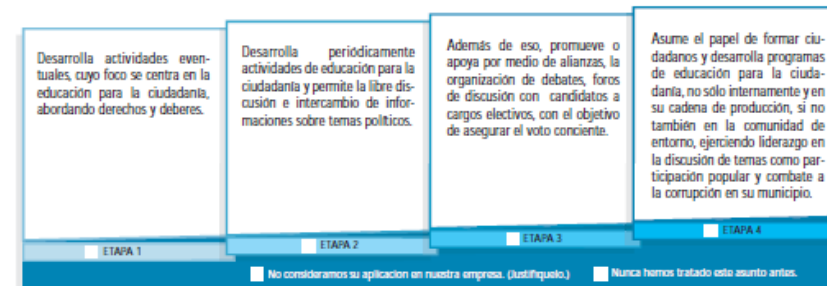 Desarrolla actividades even-
tuales, cuyo foco se centra en la
educación para la ciudadanía,
abordando derechos y deberes.
ETAPA 1
Desarrolla periódicamente
actividades de educación para la
ciudadanía y permite la libre dis-
cusión e intercambio de infor-
maciones sobre temas políticos.
ETAPA 2
Además de eso, promueve o
apoya por medio de alianzas, la
organización de debates, foros
de discusión con candidatos a
cargos electivos, con el objetivo
de asegurar el voto conciente.
ETAPA 3
Asume el papel de formar ciu-
dadanos y desarrolla programas
de educación para la ciuda-
danía, no sólo internamente y en
su cadena de producción, si no
también en la comunidad de
entorno, ejerciendo liderazgo en
la discusión de temas como par-
ticipación popular y combate a
la corrupción en su municipio.
ETAPA 4
No consideramos su aplicacion en nuestra empresa. (Justifíquelo.)
Nunca hemos tratado este asunto antes.